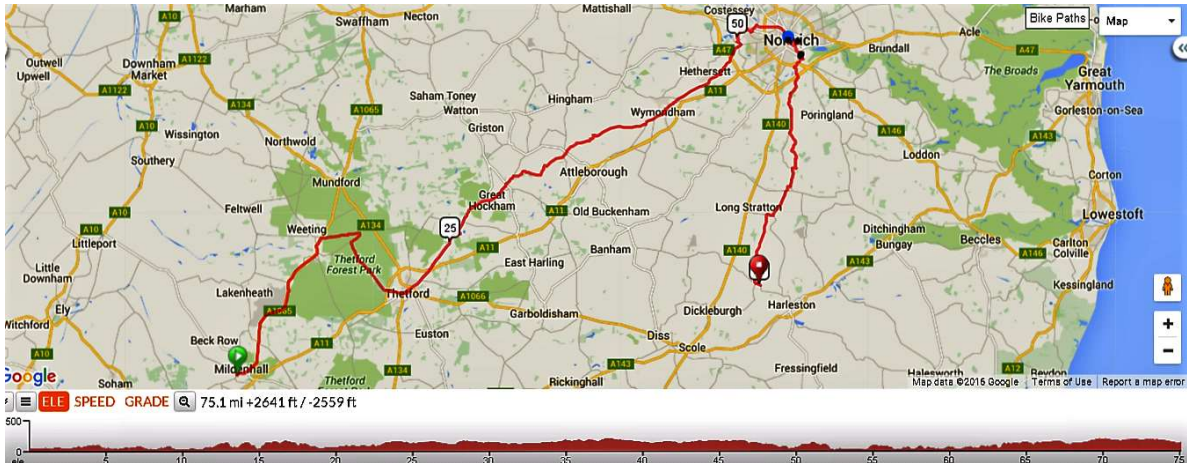 Marham
Swaffham
Necton
Mattishall
Costessey
Bike Paths
Map
A10
50
Norwich
Acle
A47
Outwell
Upwell
Downham
Market
A1122
A47
Brundall
The Broads
Great
Yarmouth
A1122
A134
A1065
Saham Toney
Watton
Hingham
Hethersett
A11
A146
Gorleston-on-Sea
A10
Wissington
Northwold
Griston
Wymondham
A140
Poringland
A146
A143
Southery
Mundford
Attleborough
Loddon
Corton
A10
Feltwell
Great
Hockham
A11
Old Buckenham
Long Stratton
Lowestoft
Littleport
Weeting
A134
25
A11
Banham
A140
Ditchingham
Bungay
Beccles
A146
Carlton
Colville
Little
Downham
Thetford
Forest Park
East Harling
A143
Kessingland
Ely
Lakenheath
Thetford
A1066
Garboldisham
Dickleburgh
Harleston
Witchford
A1065
Beck Row
Euston
Diss
Scole
A10
A11
Mildenhall
A143
Fressingfield
Google
Soham
A134
Thetford
Rickinghall
A143
A12
Map data ©2015 Google
Terms of Use
Report a map error
ELE SPEED GRADE 75.1 mi +2641 ft / -2559 ft
500
0
5 10 15 20 25 30 35 40 45 50 55 60 65 70 75